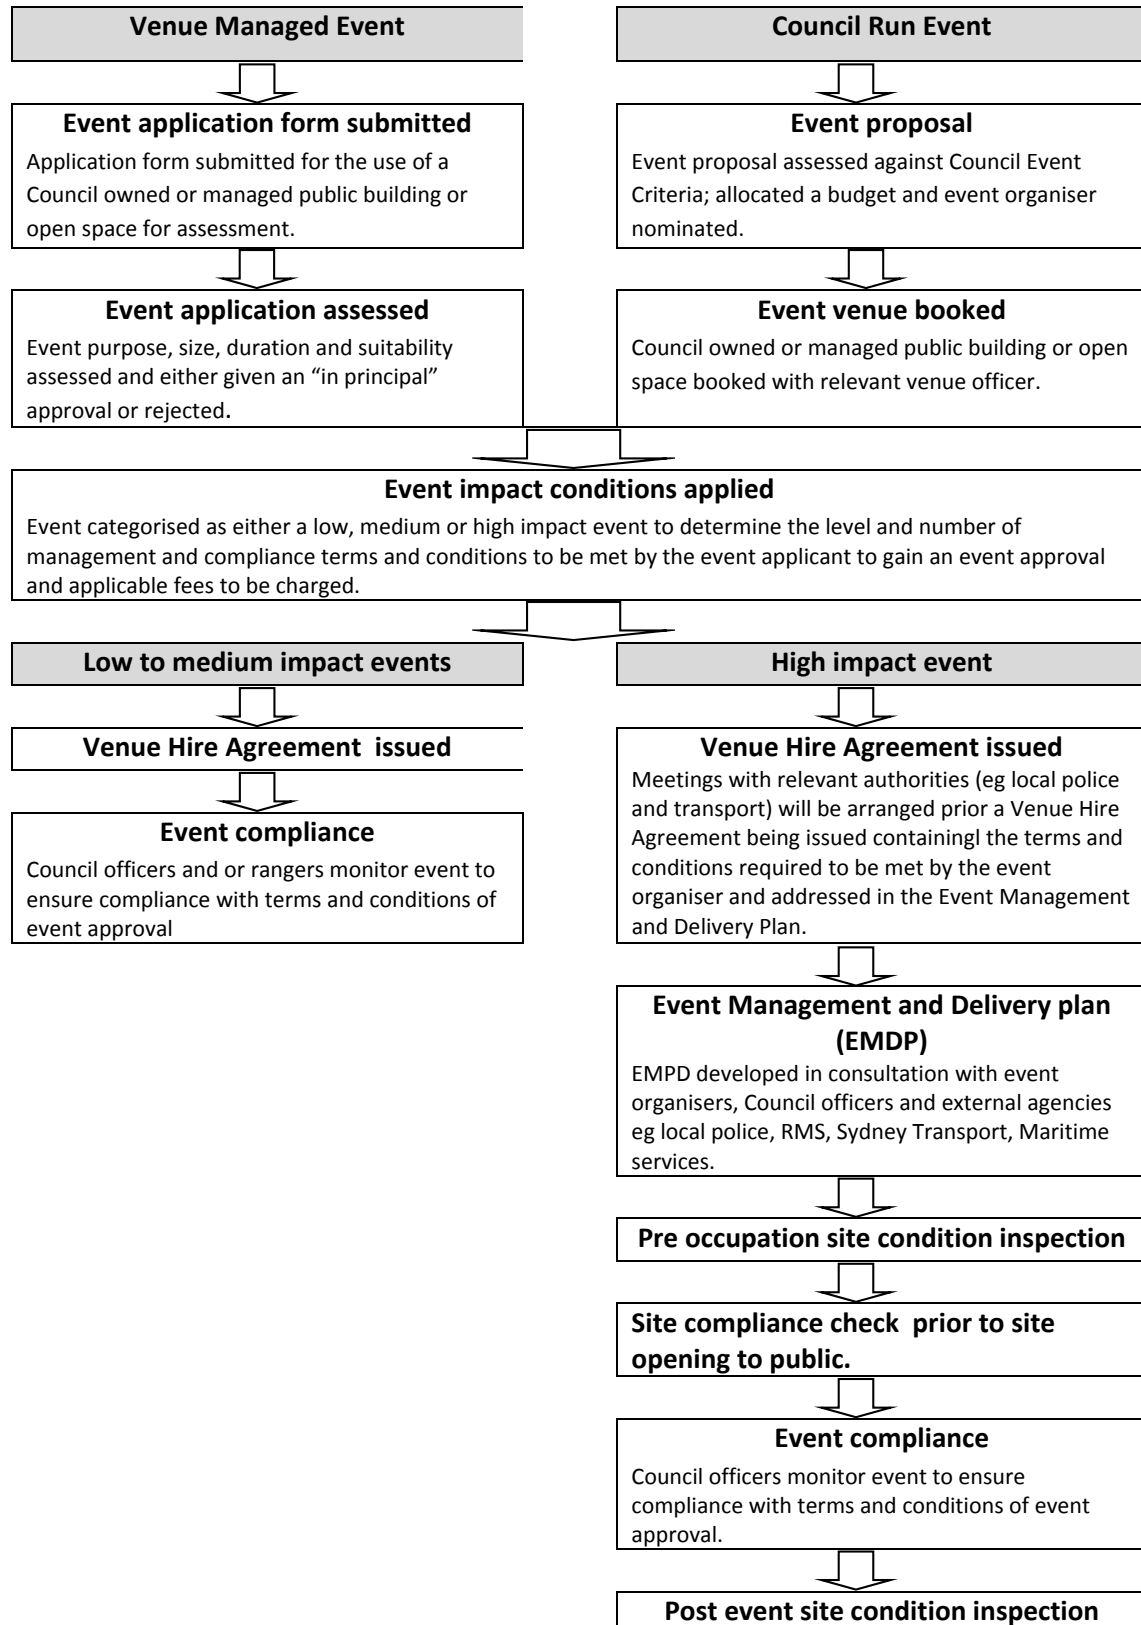 Venue Managed Event
Council Run Event
Event application form submitted
Application form submitted for the use of a
Council owned or managed public building or
open space for assessment.
Event proposal
Event proposal assessed against Council Event
Criteria; allocated a budget and event organiser
nominated.
Event application assessed
Event purpose, size, duration and suitability
assessed and either given an “in principal”
approval or rejected.
Event venue booked
Council owned or managed public building or open
space booked with relevant venue officer.
Event impact conditions applied
Event categorised as either a low, medium or high impact event to determine the level and number of
management and compliance terms and conditions to be met by the event applicant to gain an event approval
and applicable fees to be charged.
Low to medium impact events
Venue Hire Agreement issued
Event compliance
Council officers and or rangers monitor event to
ensure compliance with terms and conditions of
event approval
High impact event
Venue Hire Agreement issued
Meetings with relevant authorities (eg local police
and transport) will be arranged prior a Venue Hire
Agreement being issued containingl the terms and
conditions required to be met by the event
organiser and addressed in the Event Management
and Delivery Plan.
Event Management and Delivery plan
(EMDP)
EMPD developed in consultation with event
organisers, Council officers and external agencies
eg local police, RMS, Sydney Transport, Maritime
services.
Pre occupation site condition inspection
Site compliance check prior to site
opening to public.
Event compliance
Council officers monitor event to ensure
compliance with terms and conditions of event
approval.
Post event site condition inspection